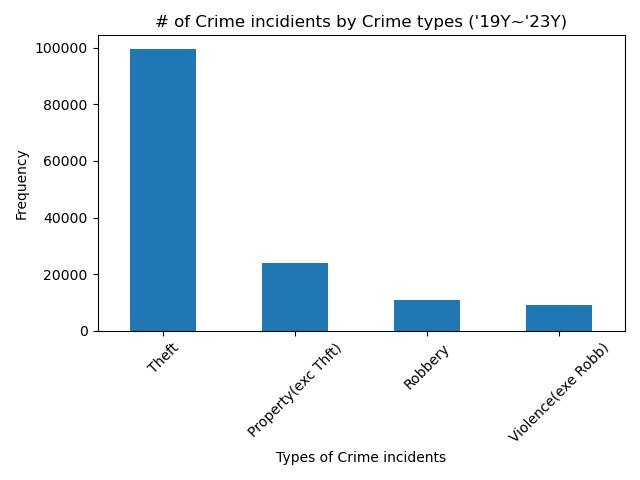 # of Crime incidients by Crime types ('19Y~'23Y)
Frequency
100000
80000
60000
40000
20000
0
Theft
Property(exc Thft)
Robbery
Violence(exe Robb)
Types of Crime incidents